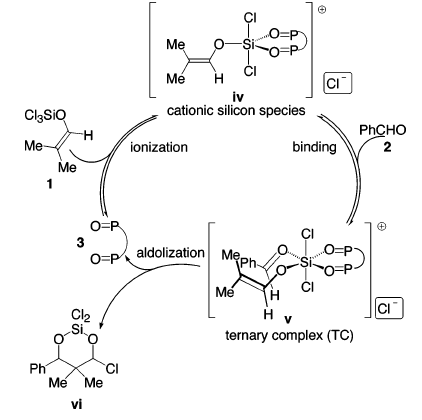 ⊕
Cl
Me
O
Si
O=P
O=P
Me
H
Cl
Cl⁻
iv
cationic silicon species
Cl₃SiO
H
Me
Me
1
ionization
binding
PhCHO
2
O=P
3
O=P
aldolization
⊕
Cl
Me
Ph
O
Si
O=P
O=P
O
Me
H
H
Cl
Cl⁻
v
ternary complex (TC)
Cl₂
Si
O
O
Ph
Cl
Me
Me
vi